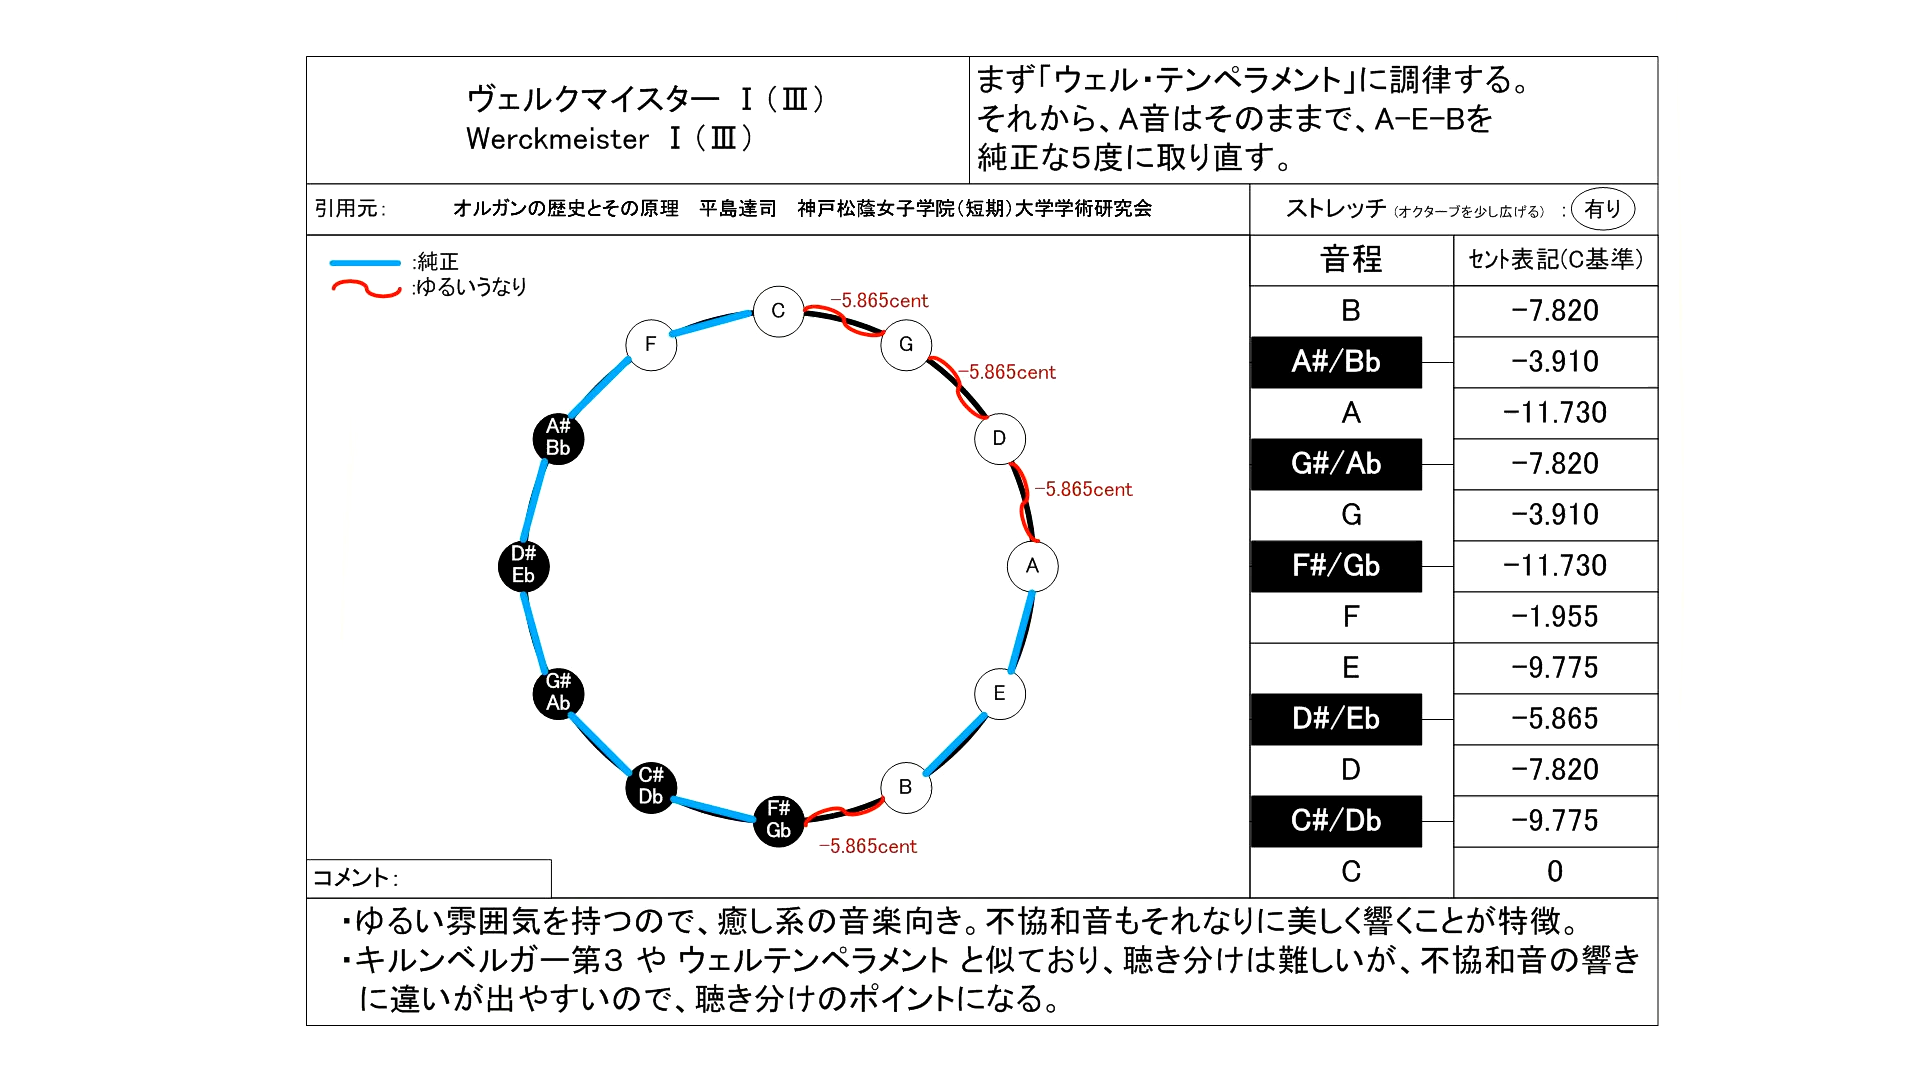 ヴェルクマイスター Ⅰ（Ⅲ）
Werckmeister Ⅰ（Ⅲ）
まず「ウェル・テンペラメント」に調律する。
それから、A音はそのままで、A-E-Bを
純正な5度に取り直す。
引用元： オルガンの歴史とその原理　平島達司　神戸松蔭女子学院（短期）大学学術研究会
ストレッチ（オクターブを少し広げる）：有り
:純正
:ゆるいうなり
音程 セント表記（C基準）
B -7.820
A#/Bb -3.910
A -11.730
G#/Ab -7.820
G -3.910
F#/Gb -11.730
F -1.955
E -9.775
D#/Eb -5.865
D -7.820
C#/Db -9.775
C 0
C
-5.865cent
G
-5.865cent
D
-5.865cent
A
E
B
-5.865cent
F#
Gb
C#
Db
G#
Ab
D#
Eb
A#
Bb
F
コメント：
・ゆるい雰囲気を持つので、癒し系の音楽向き。不協和音もそれなりに美しく響くことが特徴。
・キルンベルガー第3 や ウェルテンペラメント と似ており、聴き分けは難しいが、不協和音の響き
に違いが出やすいので、聴き分けのポイントになる。